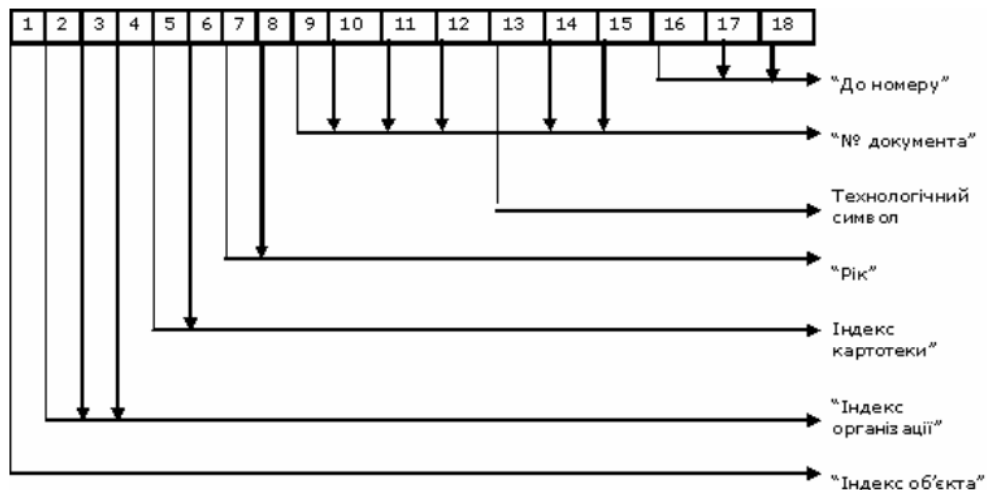 1 2 3 4 5 6 7 8 9 10 11 12 13 14 15 16 17 18
“До номеру”
“№ документа”
Технологічний
символ
“Рік”
Індекс
картотеки”
“Індекс
організації”
“Індекс об’єкта”